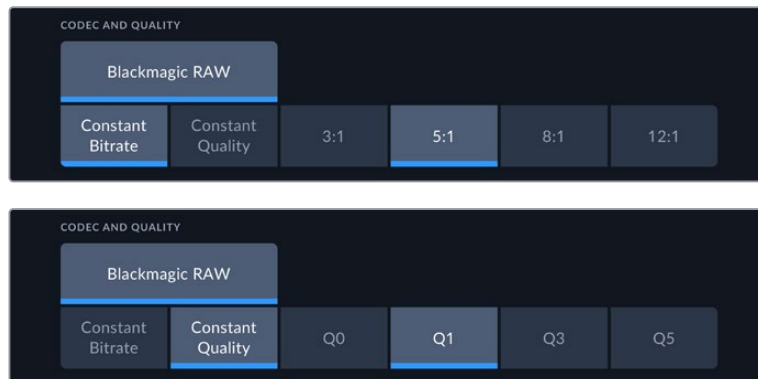 CODEC AND QUALITY
Blackmagic RAW
Constant Bitrate
Constant Quality
3:1
5:1
8:1
12:1
CODEC AND QUALITY
Blackmagic RAW
Constant Bitrate
Constant Quality
Q0
Q1
Q3
Q5